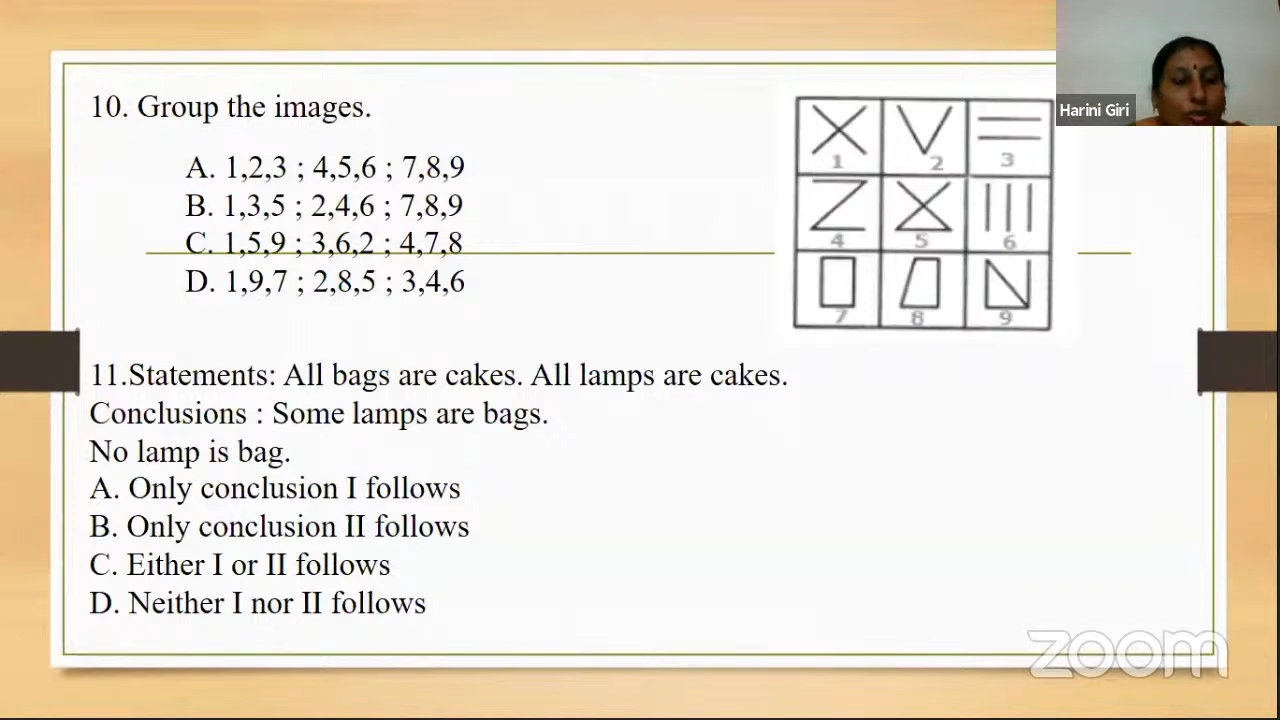 10. Group the images.
A. 1,2,3 ; 4,5,6 ; 7,8,9
B. 1,3,5 ; 2,4,6 ; 7,8,9
C. 1,5,9 ; 3,6,2 ; 4,7,8
D. 1,9,7 ; 2,8,5 ; 3,4,6
1 2 3
4 5 6
7 8 9
Harini Giri
11.Statements: All bags are cakes. All lamps are cakes.
Conclusions : Some lamps are bags.
No lamp is bag.
A. Only conclusion I follows
B. Only conclusion II follows
C. Either I or II follows
D. Neither I nor II follows
zoom